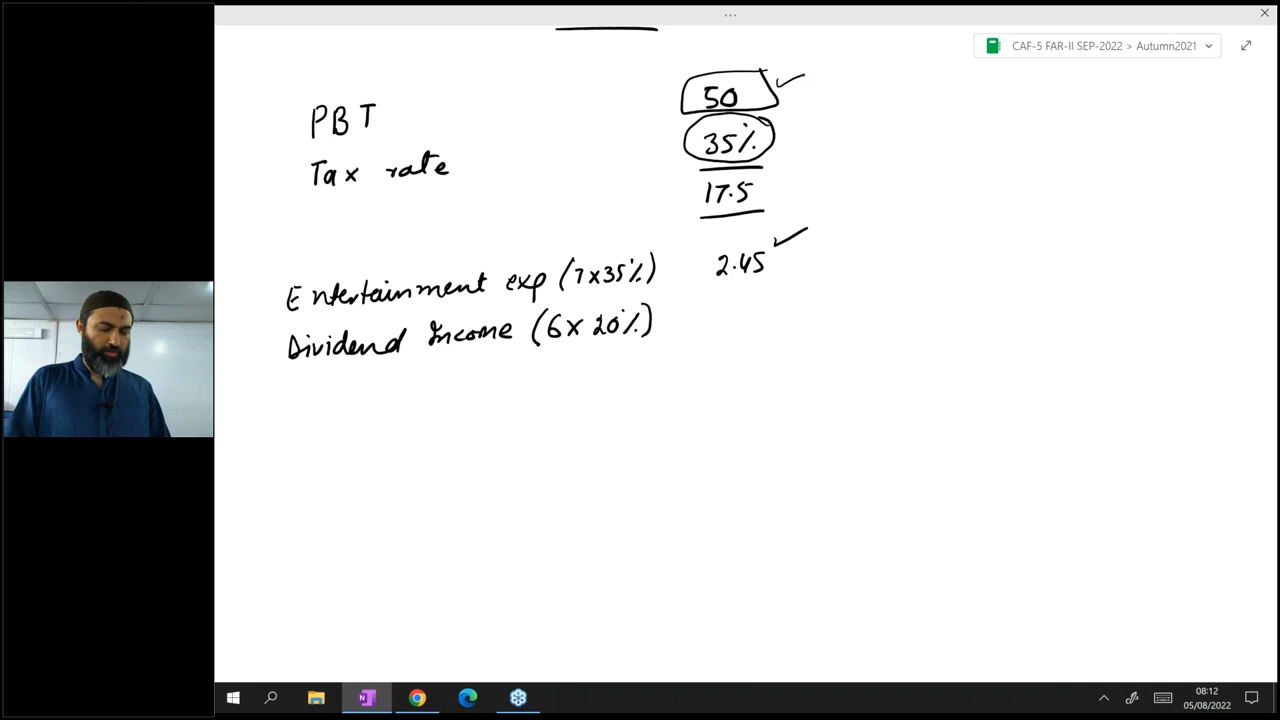 CAF-5 FAR-II SEP-2022 > Autumn2021
PBT 50
Tax rate 35%
17.5
Entertainment exp (7x35%) 2.45
Dividend Income (6x20%)
08:12
05/08/2022